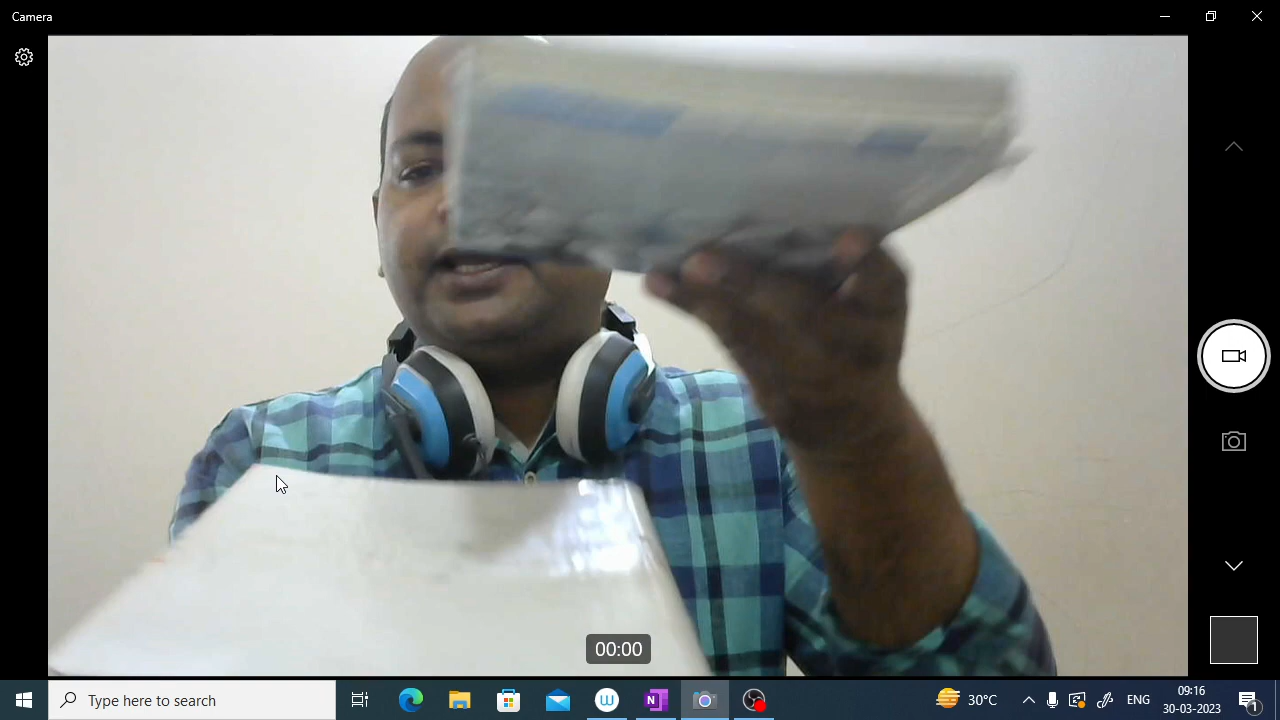 Camera
00:00
Type here to search
30°C
ENG
09:16
30-03-2023
1